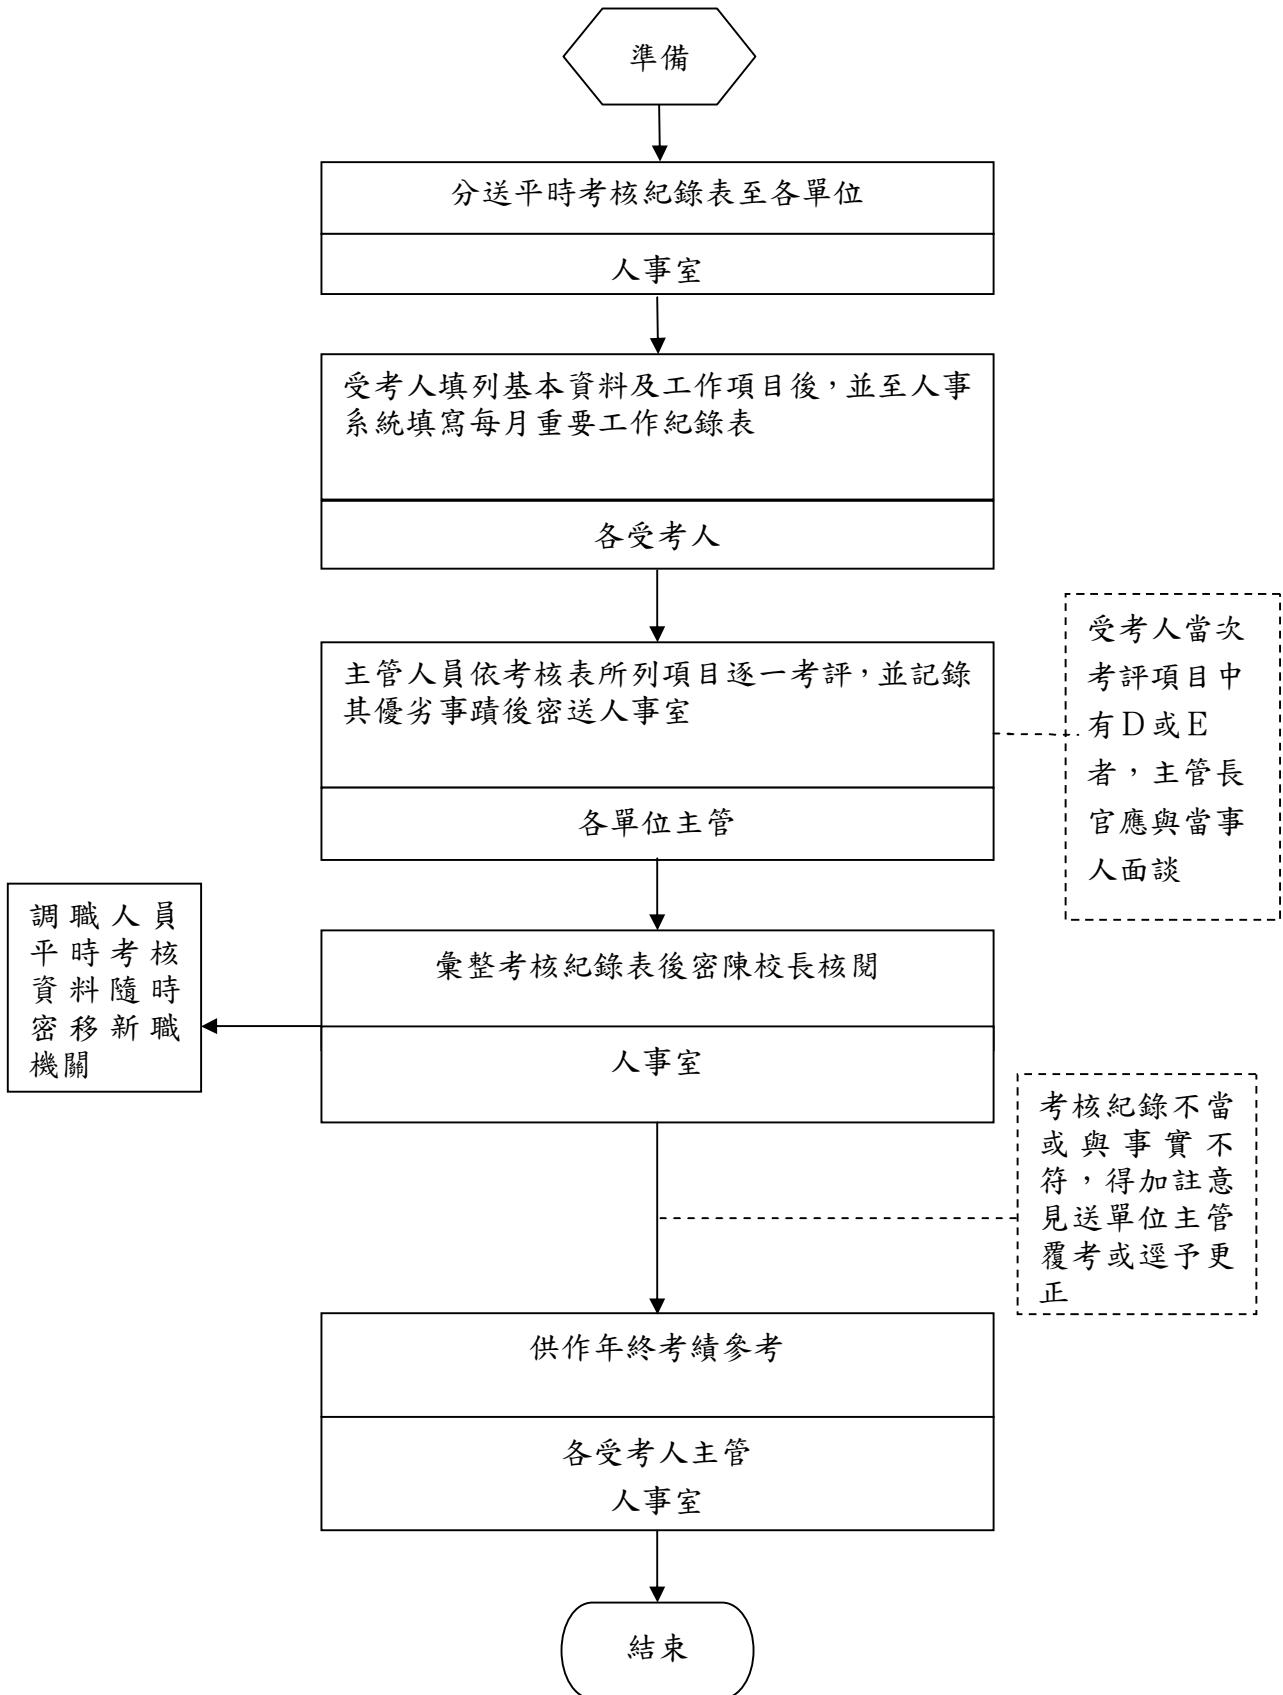 準備
分送平時考核紀錄表至各單位
人事室
受考人填列基本資料及工作項目後，並至人事
系統填寫每月重要工作紀錄表
各受考人
主管人員依考核表所列項目逐一考評，並記錄
其優劣事蹟後密送人事室
各單位主管
受考人當次
考評項目中
有D或E
者，主管長
官應與當事
人面談
調職人員
平時考核
資料隨時
密移新職
機關
彙整考核紀錄表後密陳校長核閱
人事室
考核紀錄不當
或與事實不
符，得加註意
見送單位主管
覆考或逕予更
正
供作年終考績參考
各受考人主管
人事室
結束